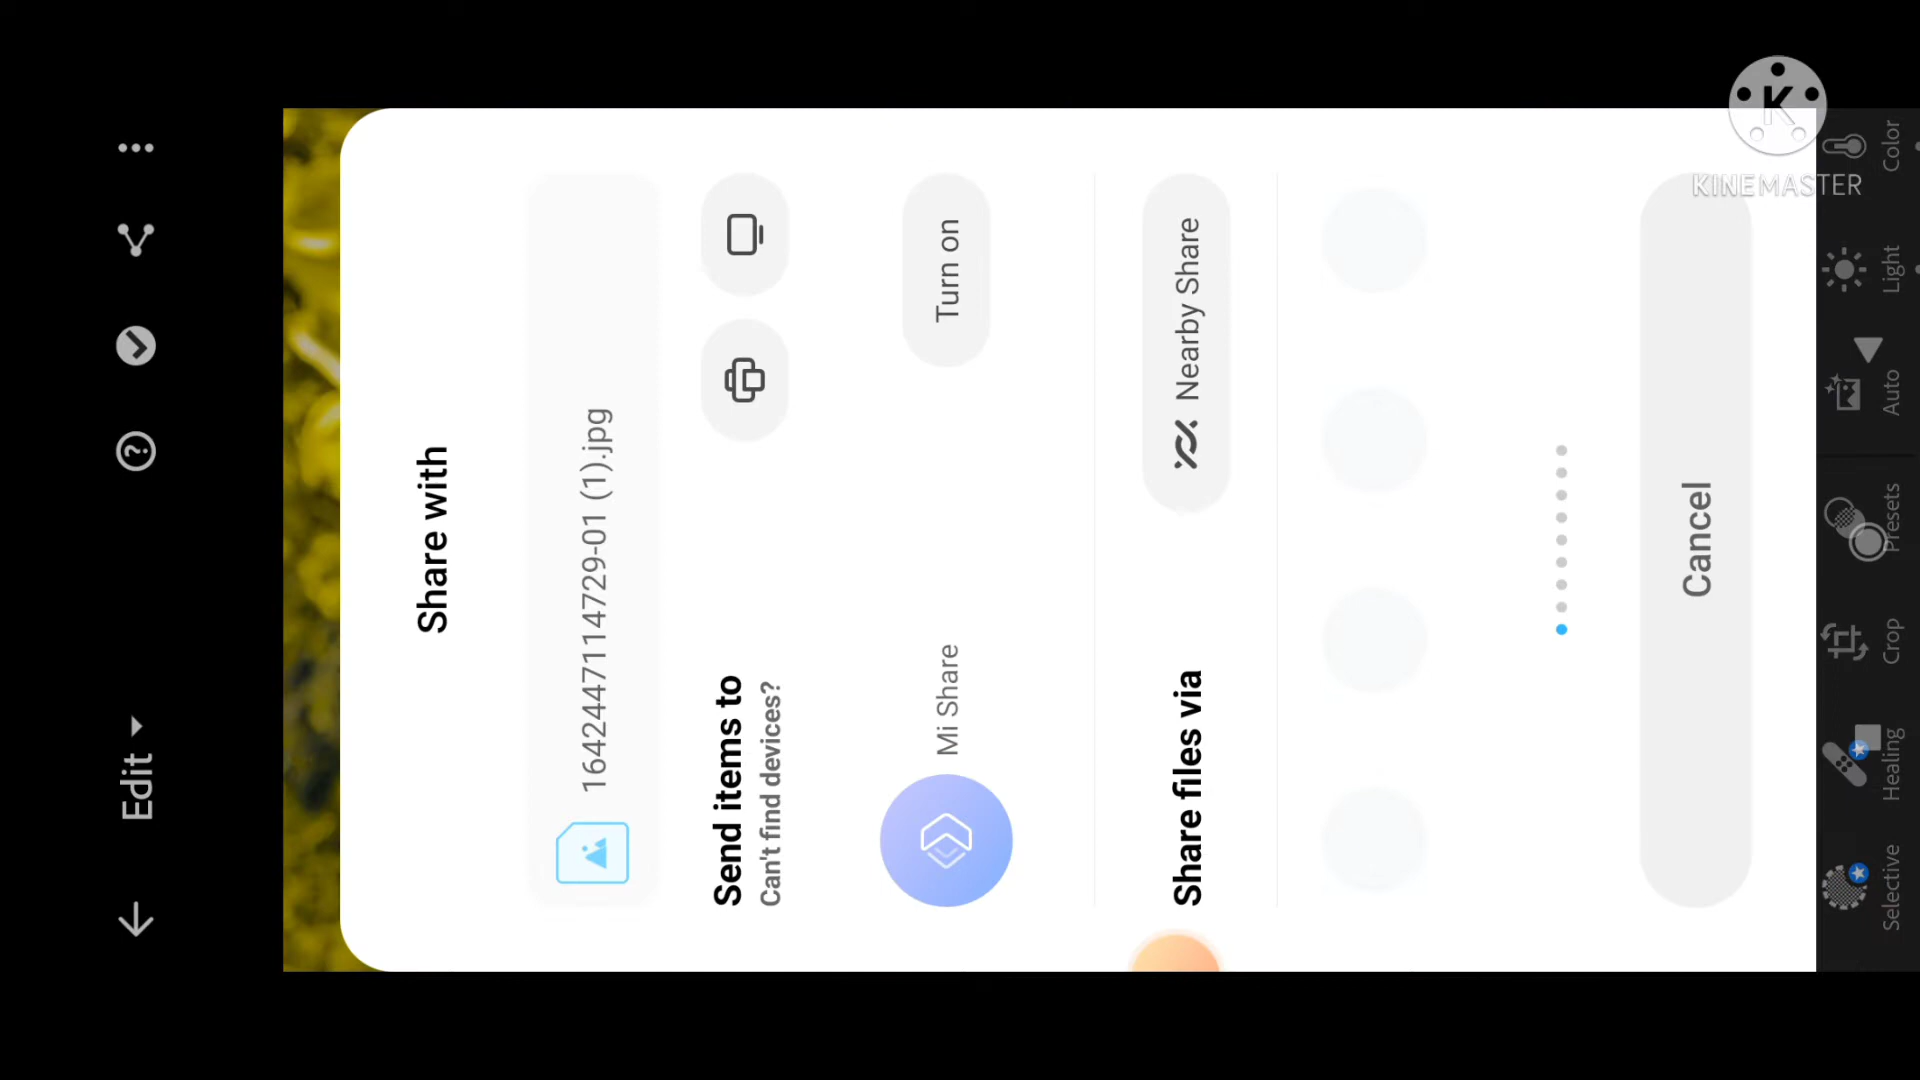 Edit
Share with
1642447114729-01 (1).jpg
Send items to
Can't find devices?
Mi Share
Turn on
Share files via
Nearby Share
Cancel
Selective
Healing
Crop
Presets
Auto
Light
Color
KINEMASTER